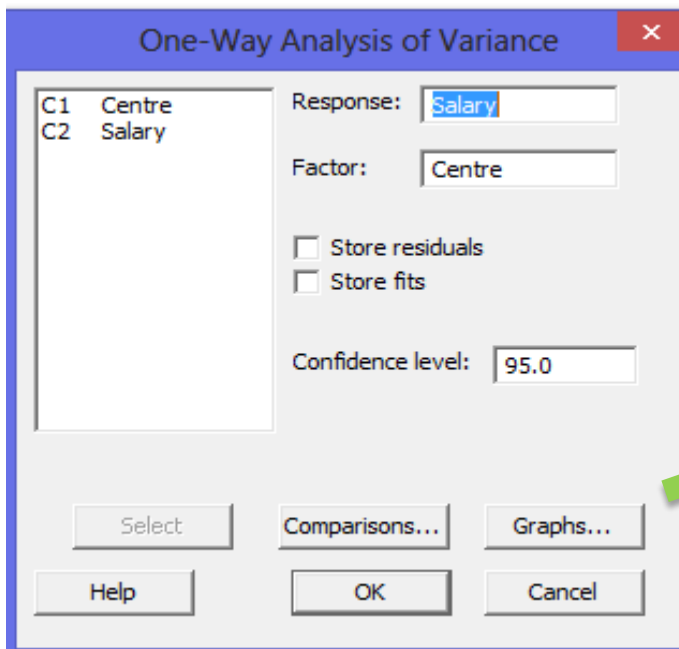 One-Way Analysis of Variance
×
C1 Centre
C2 Salary
Response: Salary
Factor: Centre
Store residuals
Store fits
Confidence level: 95.0
Select Comparisons... Graphs...
Help OK Cancel